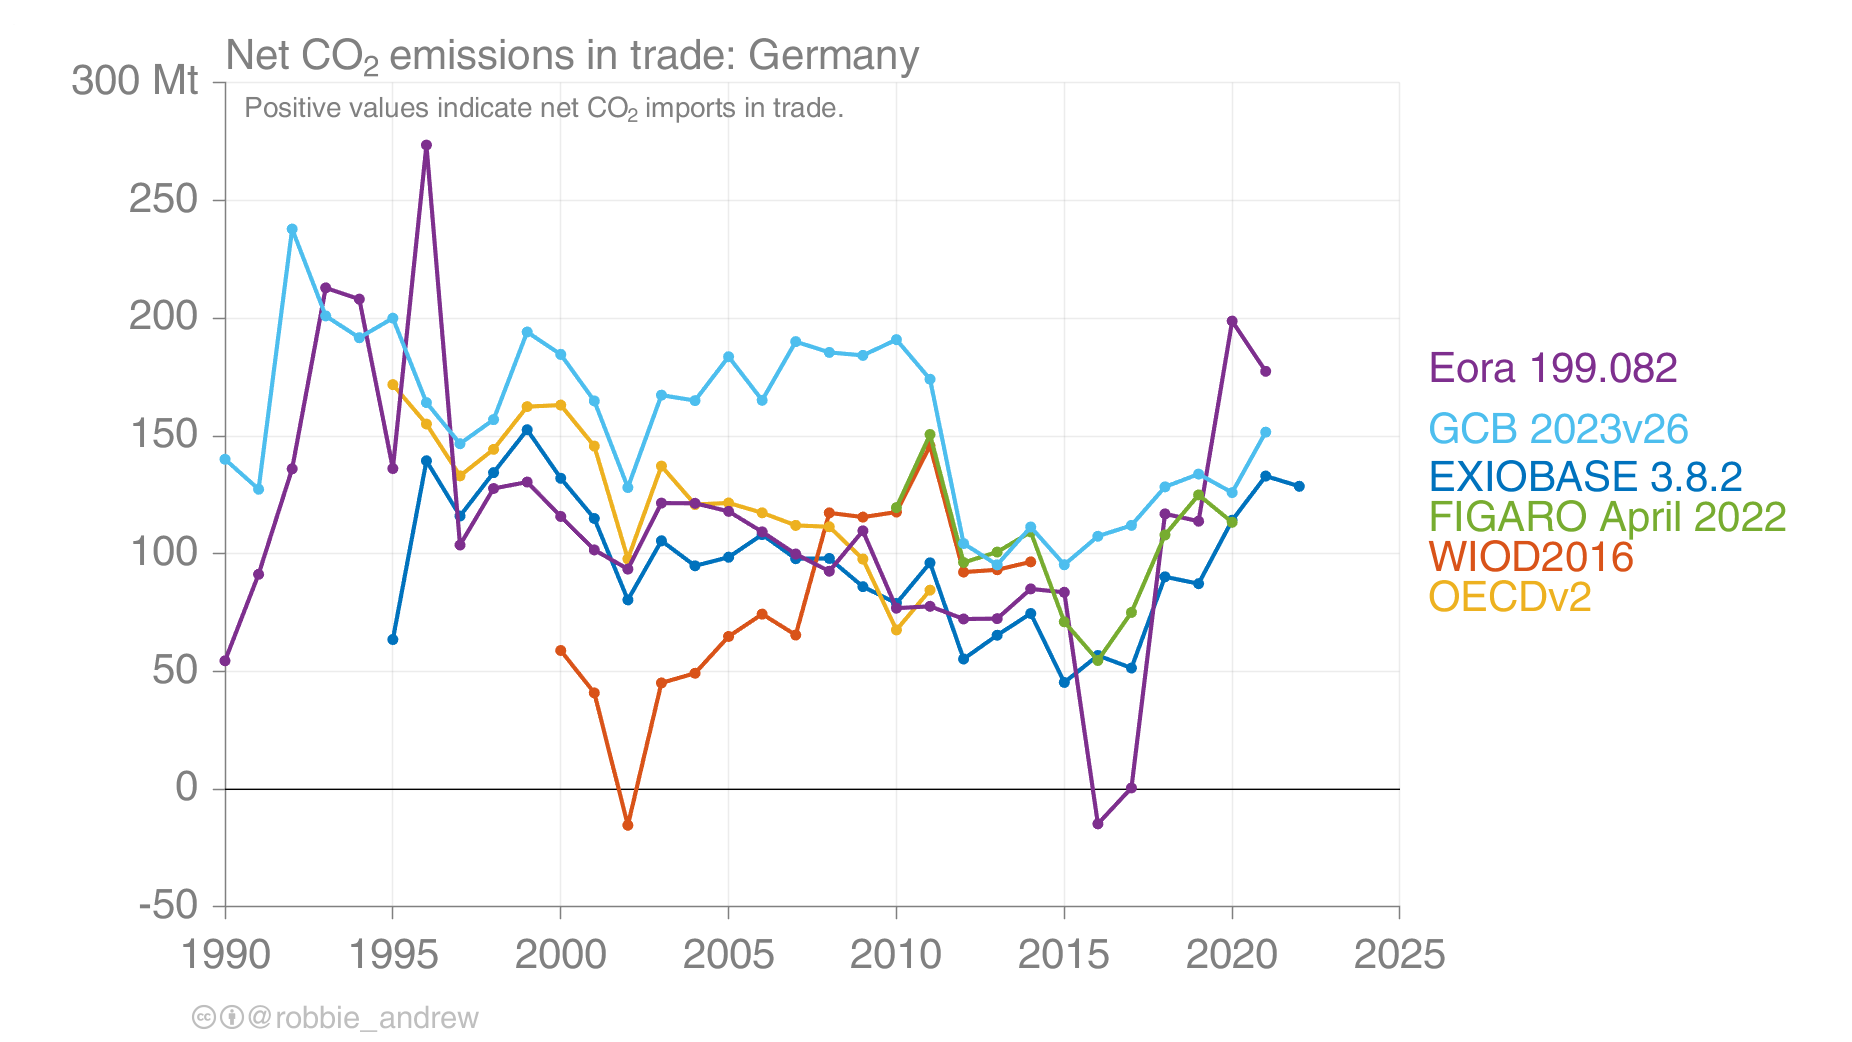 Net CO₂ emissions in trade: Germany
300 Mt
Positive values indicate net CO₂ imports in trade.
250
200
150
100
50
0
-50
1990 1995 2000 2005 2010 2015 2020 2025
Eora 199.082
GCB 2023v26
EXIOBASE 3.8.2
FIGARO April 2022
WIOD2016
OECDv2
cc @robbie_andrew